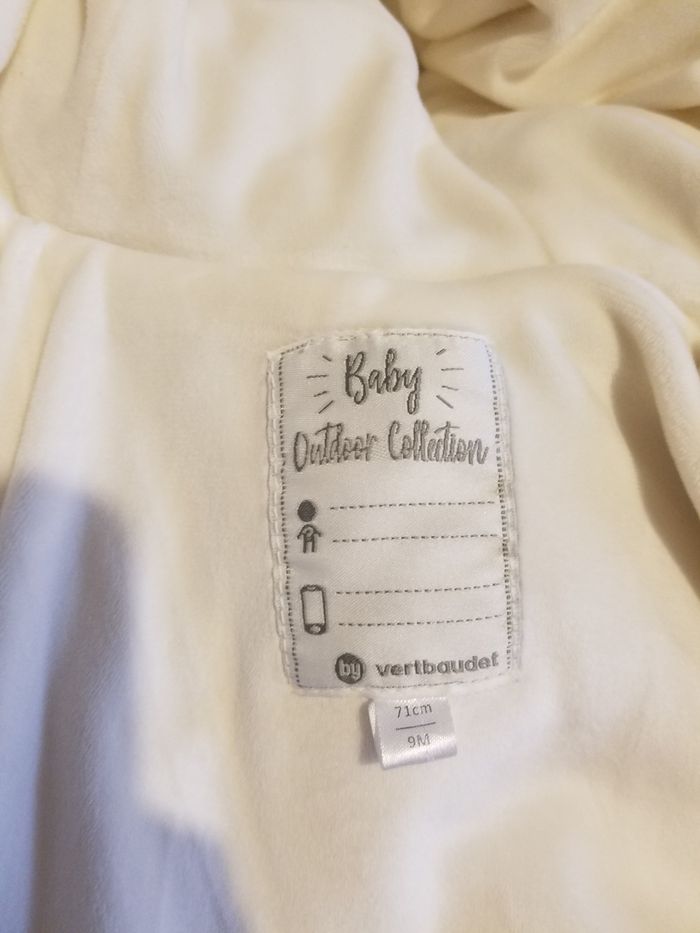 Baby
Outdoor Collection
by vertbaudet
71cm
9M